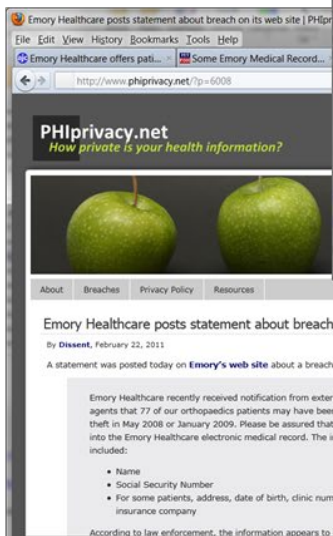 Emory Healthcare posts statement about breach on its web site | PHIpr
File Edit View History Bookmarks Tools Help
Emory Healthcare offers pati...
Some Emory Medical Record...
http://www.phiprivacy.net/?p=6008
PHIprivacy.net
How private is your health information?
About Breaches Privacy Policy Resources
Emory Healthcare posts statement about breach
By Dissent, February 22, 2011
A statement was posted today on Emory's web site about a breach
Emory Healthcare recently received notification from exter
agents that 77 of our orthopaedics patients may have bee
theft in May 2008 or January 2009. Please be assured that
into the Emory Healthcare electronic medical record. The i
included:
• Name
• Social Security Number
• For some patients, address, date of birth, clinic num
insurance company
According to law enforcement, the information appears to